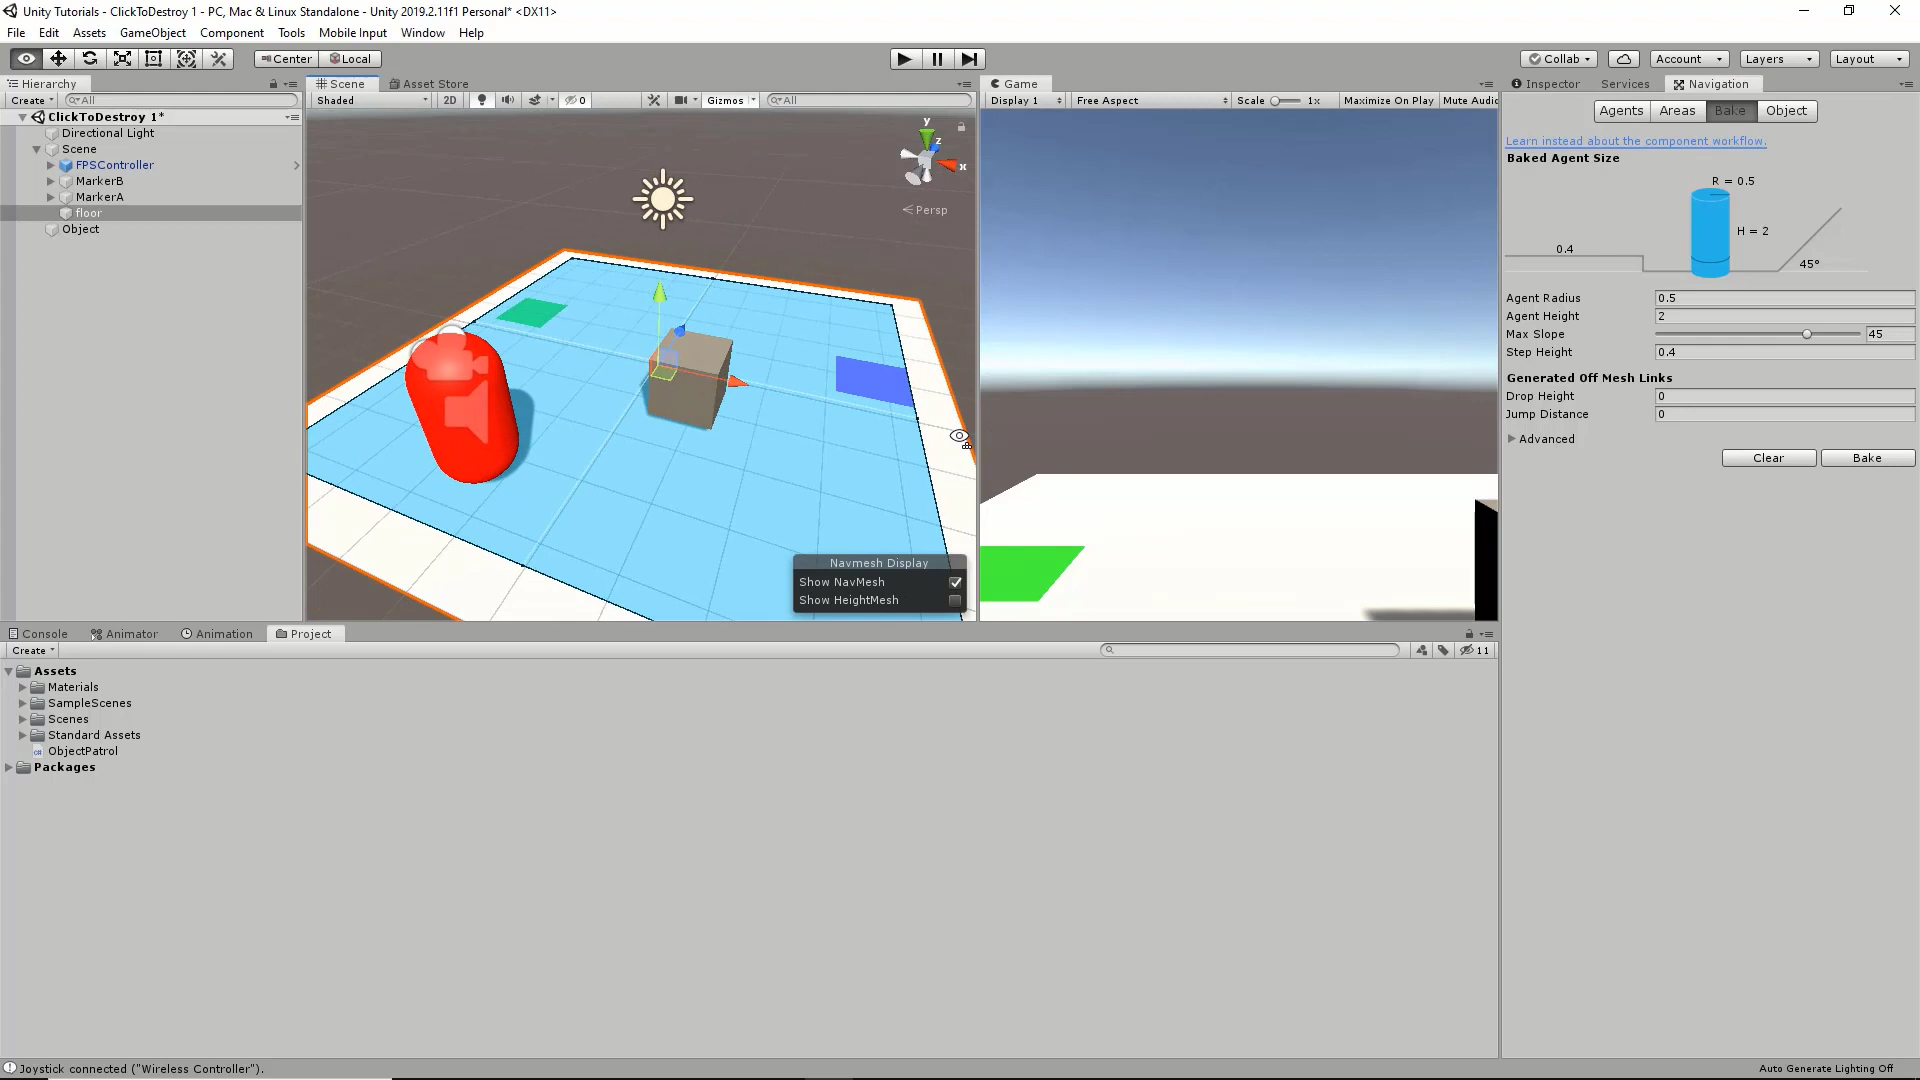 Unity Tutorials - ClickToDestroy 1 - PC, Mac & Linux Standalone - Unity 2019.2.11f1 Personal* <DX11>
File Edit Assets GameObject Component Tools Mobile Input Window Help
Center Local Collab Account Layers Layout
Hierarchy Scene Asset Store Game Inspector Services Navigation
Create All Shaded 2D 0 Gizmos All Display 1 Free Aspect Scale 1x Maximize On Play Mute Audio
Agents Areas Bake Object
ClickToDestroy 1*
Directional Light
Scene
FPSController
MarkerB
MarkerA
floor
Object
y
z
x
Persp
Navmesh Display
Show NavMesh
Show HeightMesh
Learn instead about the component workflow.
Baked Agent Size
R = 0.5
H = 2
0.4
45°
Agent Radius 0.5
Agent Height 2
Max Slope 45
Step Height 0.4
Generated Off Mesh Links
Drop Height 0
Jump Distance 0
Advanced
Clear Bake
Console Animator Animation Project
Create 11
Assets
Materials
SampleScenes
Scenes
Standard Assets
ObjectPatrol
Packages
Joystick connected ("Wireless Controller").
Auto Generate Lighting Off